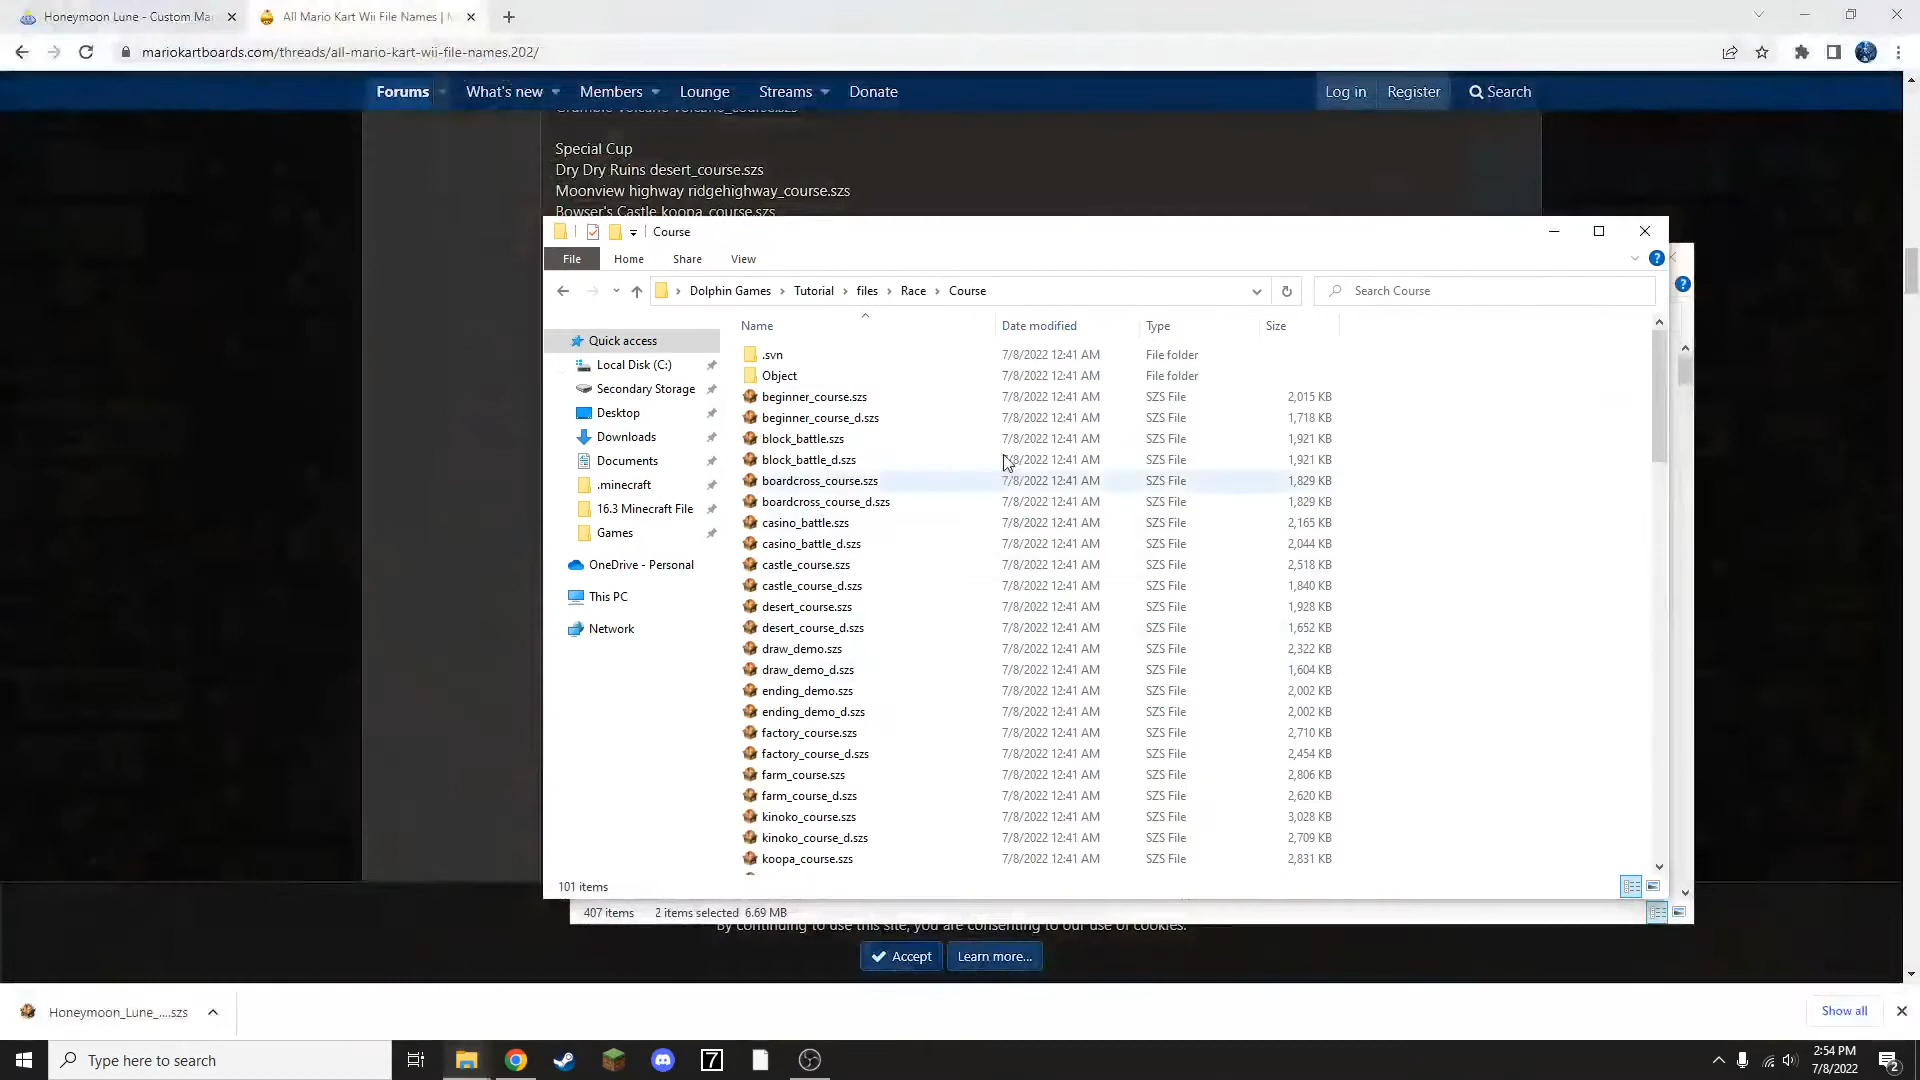 Honeymoon Lune - Custom Ma
All Mario Kart Wii File Names | M
mariokartboards.com/threads/all-mario-kart-wii-file-names.202/
Forums
What's new
Members
Lounge
Streams
Donate
Log in
Register
Search
Crumble Volcano volcano_course.szs
Special Cup
Dry Dry Ruins desert_course.szs
Moonview highway ridgehighway_course.szs
Bowser's Castle koopa_course.szs
Course
File
Home
Share
View
Dolphin Games
Tutorial
files
Race
Course
Search Course
Quick access
Local Disk (C:)
Secondary Storage
Desktop
Downloads
Documents
.minecraft
16.3 Minecraft File
Games
OneDrive - Personal
This PC
Network
Name Date modified Type Size
.svn 7/8/2022 12:41 AM File folder
Object 7/8/2022 12:41 AM File folder
beginner_course.szs 7/8/2022 12:41 AM SZS File 2,015 KB
beginner_course_d.szs 7/8/2022 12:41 AM SZS File 1,718 KB
block_battle.szs 7/8/2022 12:41 AM SZS File 1,921 KB
block_battle_d.szs /8/2022 12:41 AM SZS File 1,921 KB
boardcross_course.szs 7/8/2022 12:41 AM SZS File 1,829 KB
boardcross_course_d.szs 7/8/2022 12:41 AM SZS File 1,829 KB
casino_battle.szs 7/8/2022 12:41 AM SZS File 2,165 KB
casino_battle_d.szs 7/8/2022 12:41 AM SZS File 2,044 KB
castle_course.szs 7/8/2022 12:41 AM SZS File 2,518 KB
castle_course_d.szs 7/8/2022 12:41 AM SZS File 1,840 KB
desert_course.szs 7/8/2022 12:41 AM SZS File 1,928 KB
desert_course_d.szs 7/8/2022 12:41 AM SZS File 1,652 KB
draw_demo.szs 7/8/2022 12:41 AM SZS File 2,322 KB
draw_demo_d.szs 7/8/2022 12:41 AM SZS File 1,604 KB
ending_demo.szs 7/8/2022 12:41 AM SZS File 2,002 KB
ending_demo_d.szs 7/8/2022 12:41 AM SZS File 2,002 KB
factory_course.szs 7/8/2022 12:41 AM SZS File 2,710 KB
factory_course_d.szs 7/8/2022 12:41 AM SZS File 2,454 KB
farm_course.szs 7/8/2022 12:41 AM SZS File 2,806 KB
farm_course_d.szs 7/8/2022 12:41 AM SZS File 2,620 KB
kinoko_course.szs 7/8/2022 12:41 AM SZS File 3,028 KB
kinoko_course_d.szs 7/8/2022 12:41 AM SZS File 2,709 KB
koopa_course.szs 7/8/2022 12:41 AM SZS File 2,831 KB
101 items
407 items 2 items selected 6.69 MB
By continuing to use this site, you are consenting to our use of cookies.
Accept
Learn more...
Honeymoon_Lune_....szs
Show all
Type here to search
7
2:54 PM
7/8/2022
2